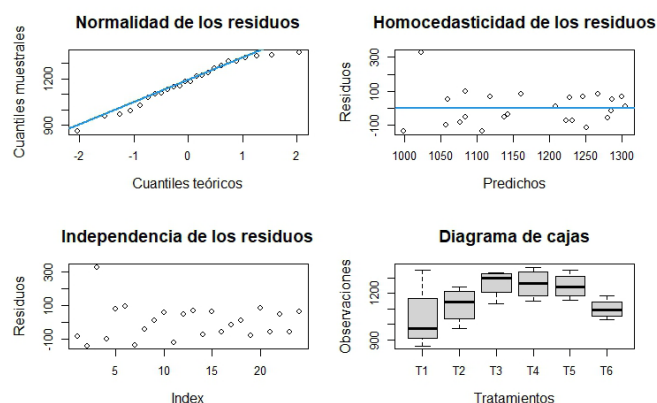 Normalidad de los residuos
Cuantiles muestrales
900 1200
-2 -1 0 1 2
Cuantiles teóricos
Homocedasticidad de los residuos
Residuos
-100 100 300
1000 1050 1100 1150 1200 1250 1300
Predichos
Independencia de los residuos
Residuos
-100 100 300
5 10 15 20
Index
Diagrama de cajas
Observaciones
900 1200
T1 T2 T3 T4 T5 T6
Tratamientos